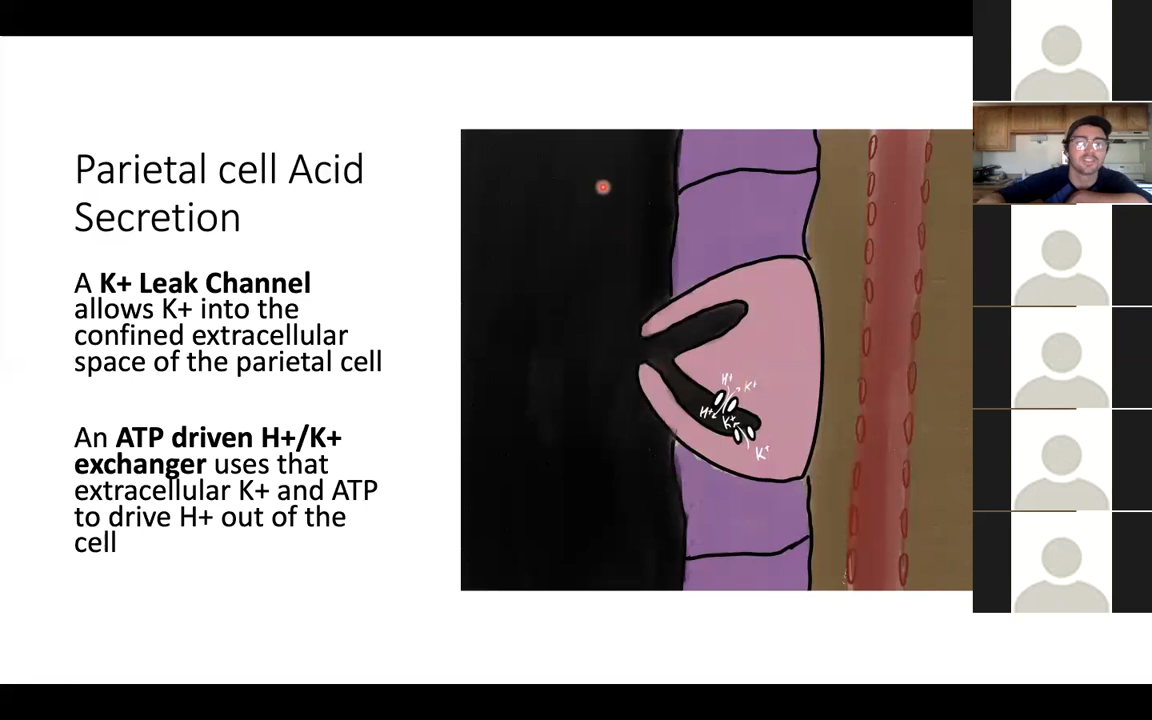 Parietal cell Acid
Secretion
A K+ Leak Channel
allows K+ into the
confined extracellular
space of the parietal cell
An ATP driven H+/K+
exchanger uses that
extracellular K+ and ATP
to drive H+ out of the
cell
H+
K+
H+
K+
K+